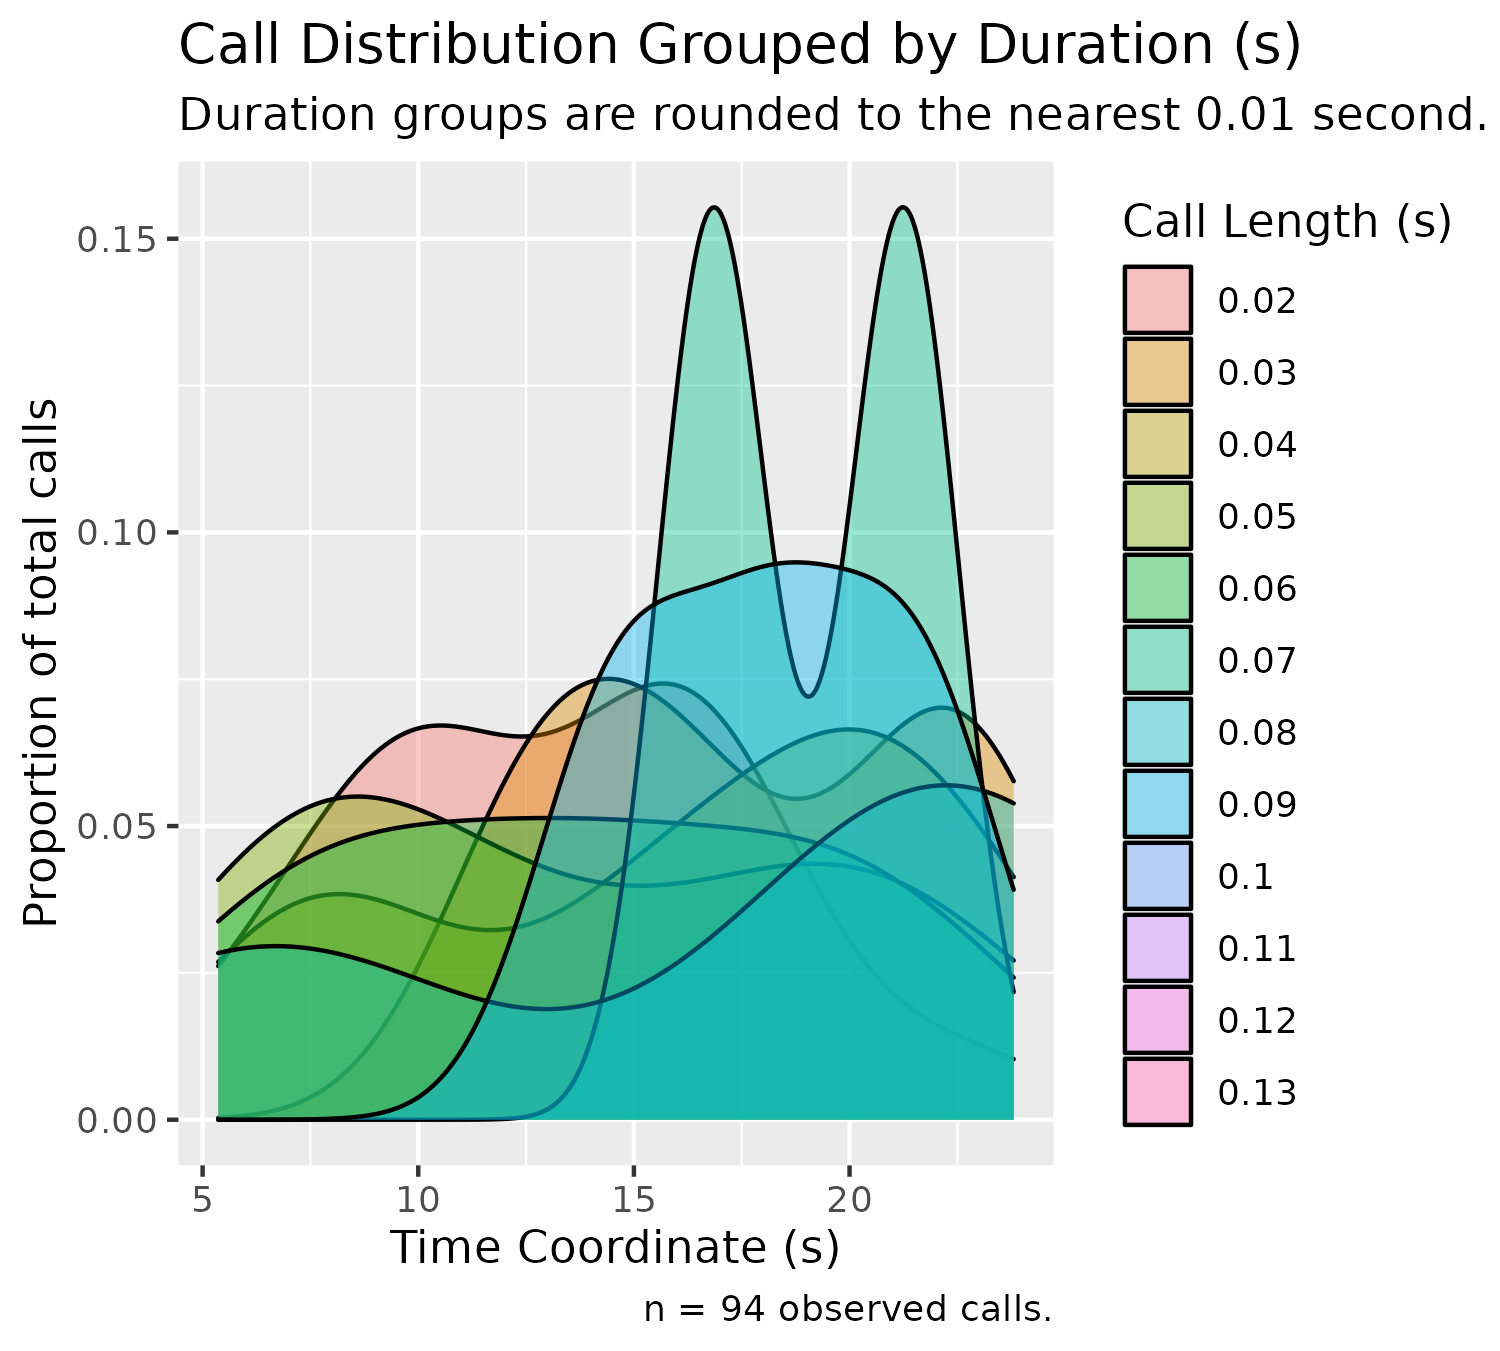 Call Distribution Grouped by Duration (s)
Duration groups are rounded to the nearest 0.01 second.
Proportion of total calls
0.15
0.10
0.05
0.00
5 10 15 20
Time Coordinate (s)
n = 94 observed calls.
Call Length (s)
0.02
0.03
0.04
0.05
0.06
0.07
0.08
0.09
0.1
0.11
0.12
0.13